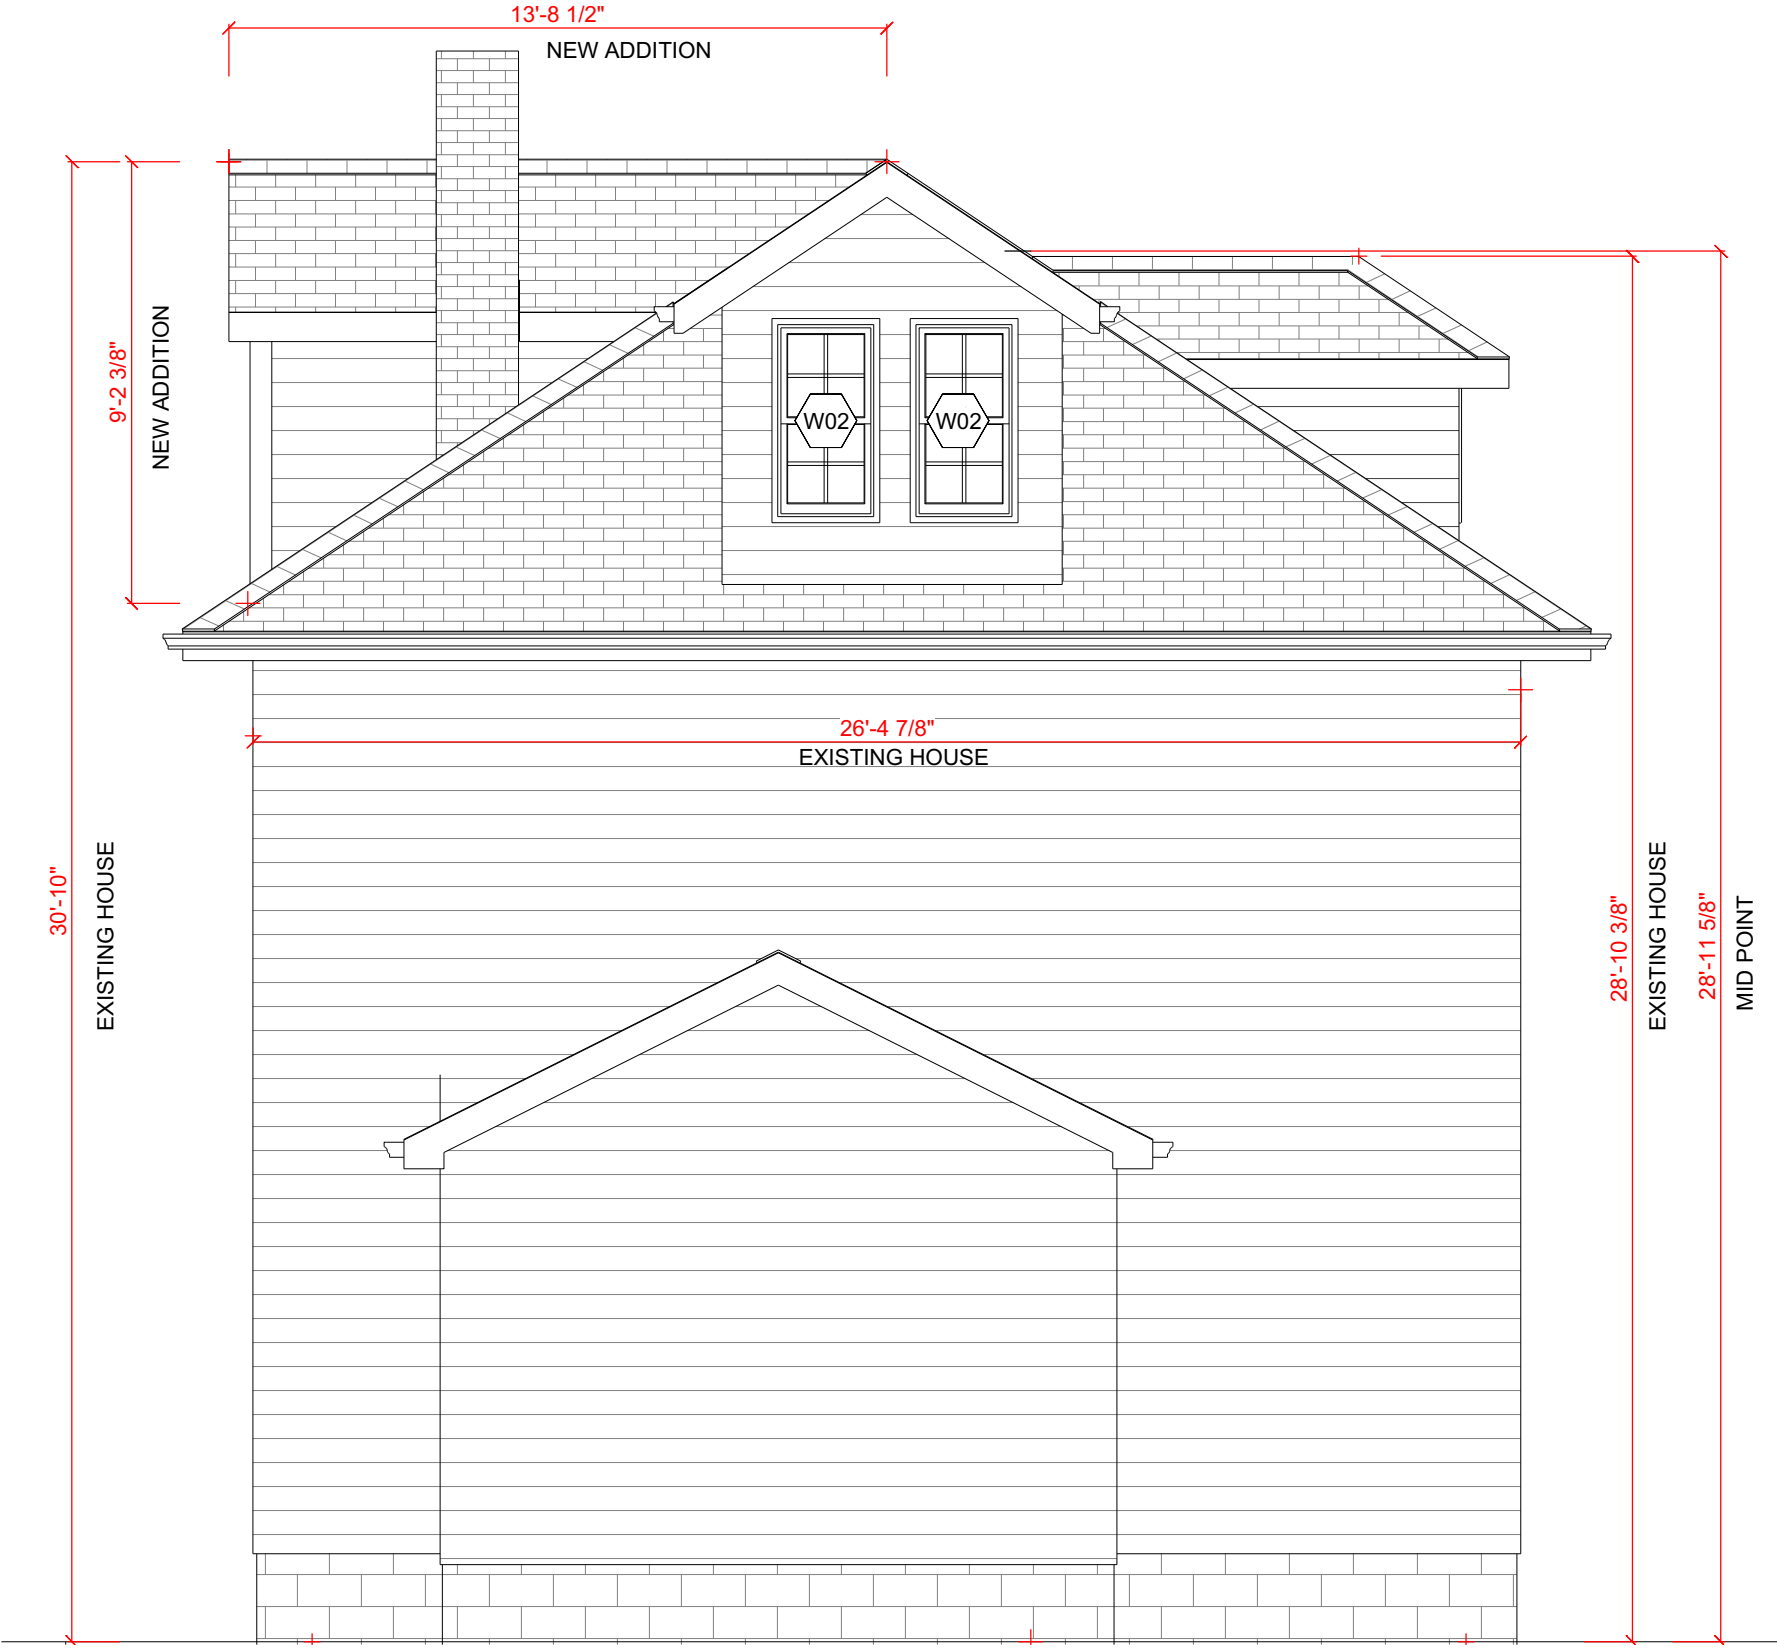 13'-8 1/2"
NEW ADDITION
9'-2 3/8"
NEW ADDITION
W02
W02
26'-4 7/8"
EXISTING HOUSE
30'-10"
EXISTING HOUSE
28'-10 3/8"
EXISTING HOUSE
28'-11 5/8"
MID POINT